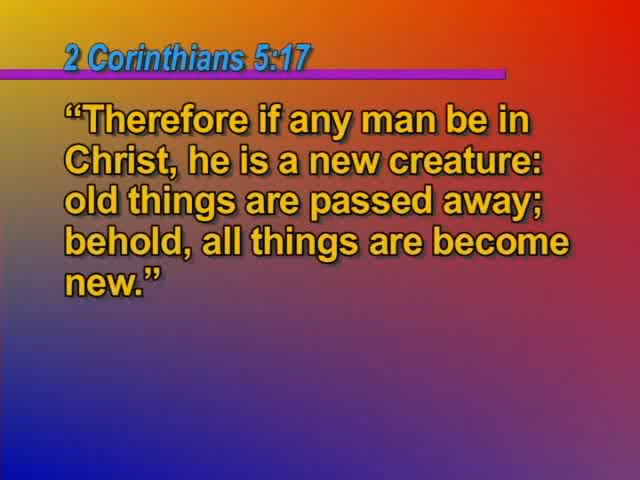 2 Corinthians 5:17
“Therefore if any man be in
Christ, he is a new creature:
old things are passed away;
behold, all things are become
new.”